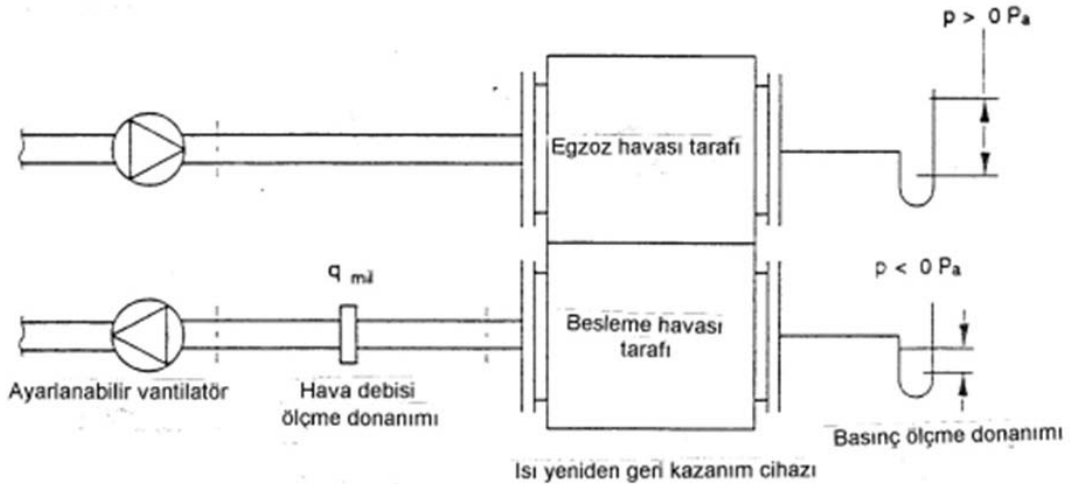 p > 0 Pa
Egzoz havası tarafı
q mil
p < 0 Pa
Besleme havası
tarafı
Ayarlanabilir vantilatör
Hava debisi
ölçme donanımı
Basınç ölçme donanımı
Isı yeniden geri kazanım cihazı